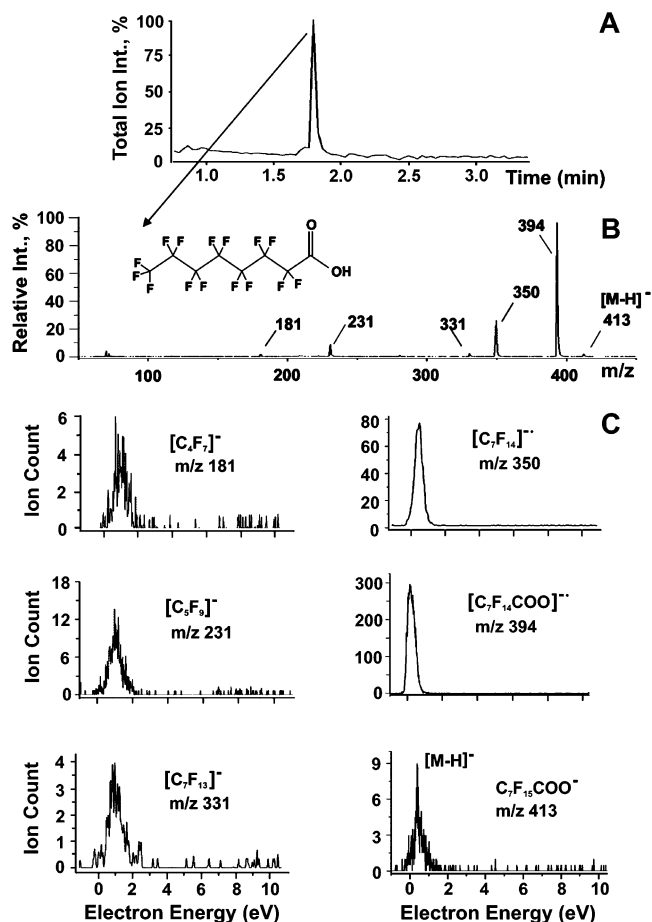 A
Total Ion Int., %
100
75
50
25
0
1.0 1.5 2.0 2.5 3.0
Time (min)
B
Relative Int., %
100
80
60
40
20
0
F F F F F F O
F F F OH
F F F F F F
181
231
331
350
394
[M-H]⁻
413
100 200 300 400 m/z
C
Ion Count
6
4
2
0
[C₄F₇]⁻
m/z 181
80
60
40
20
0
[C₇F₁₄]⁻·
m/z 350
Ion Count
18
12
6
0
[C₅F₉]⁻
m/z 231
300
200
100
0
[C₇F₁₄COO]⁻·
m/z 394
Ion Count
4
3
2
1
0
[C₇F₁₃]⁻
m/z 331
0 2 4 6 8 10
Electron Energy (eV)
9
6
3
0
[M-H]⁻
C₇F₁₅COO⁻
m/z 413
0 2 4 6 8 10
Electron Energy (eV)